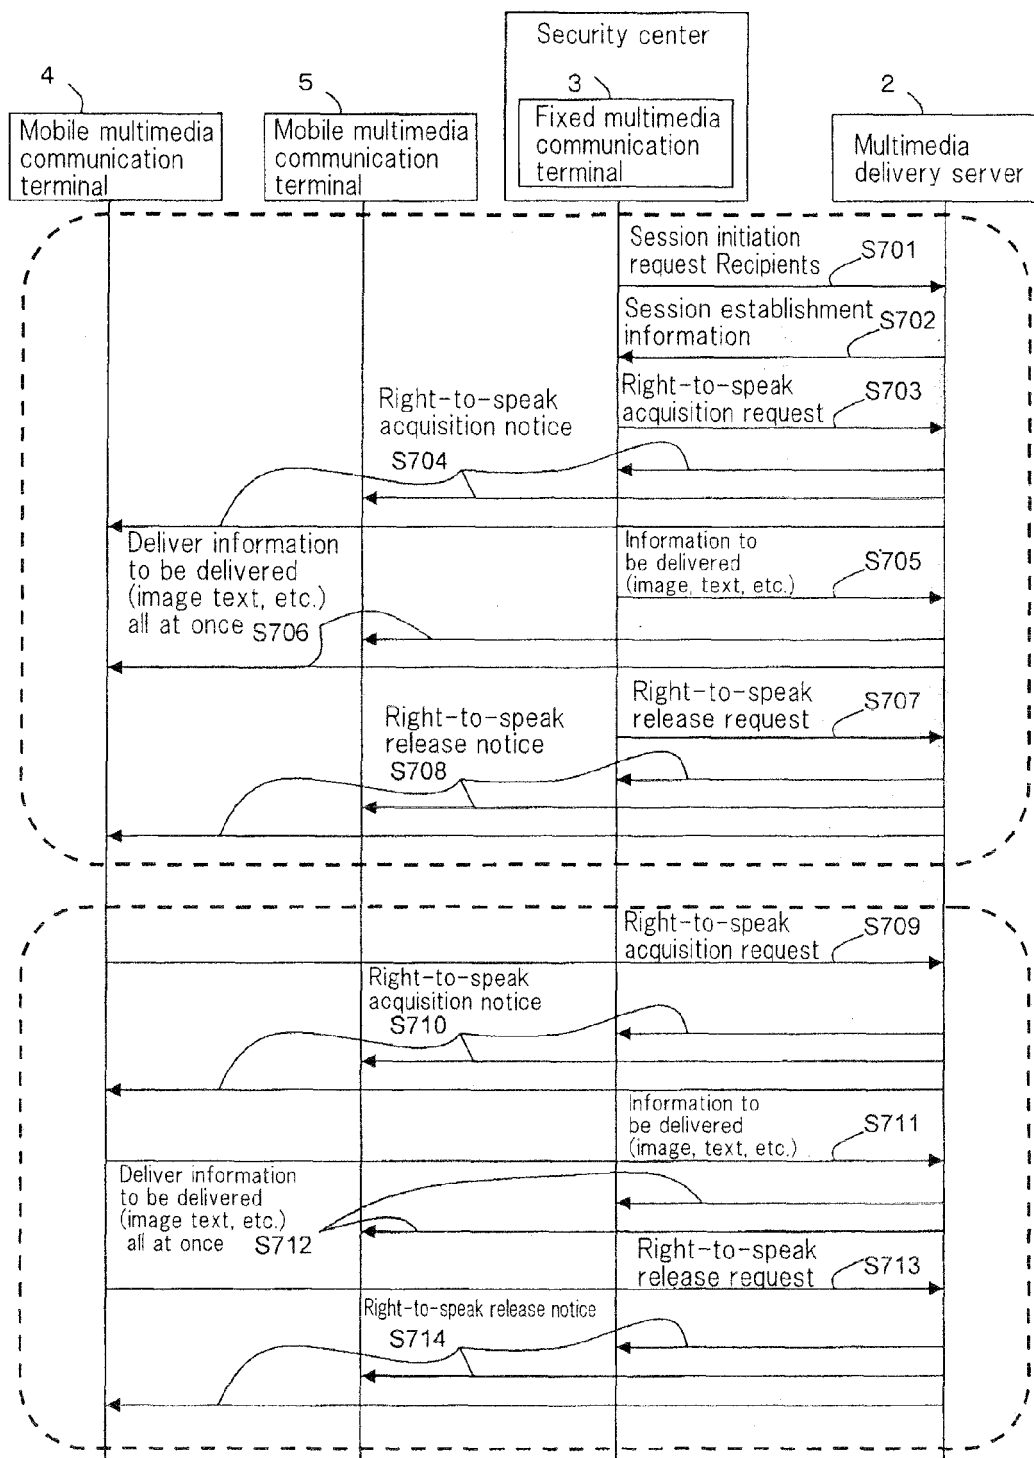 Security center
4
5
3
2
Mobile multimedia
communication
terminal
Mobile multimedia
communication
terminal
Fixed multimedia
communication
terminal
Multimedia
delivery server
Session initiation
request Recipients
S701
Session establishment
information
S702
Right-to-speak
acquisition request
S703
Right-to-speak
acquisition notice
S704
Deliver information
to be delivered
(image text, etc.)
all at once
S706
Information to
be delivered
(image, text, etc.)
S705
Right-to-speak
release request
S707
Right-to-speak
release notice
S708
Right-to-speak
acquisition request
S709
Right-to-speak
acquisition notice
S710
Information to
be delivered
(image, text, etc.)
S711
Deliver information
to be delivered
(image text, etc.)
all at once
S712
Right-to-speak
release request
S713
Right-to-speak release notice
S714